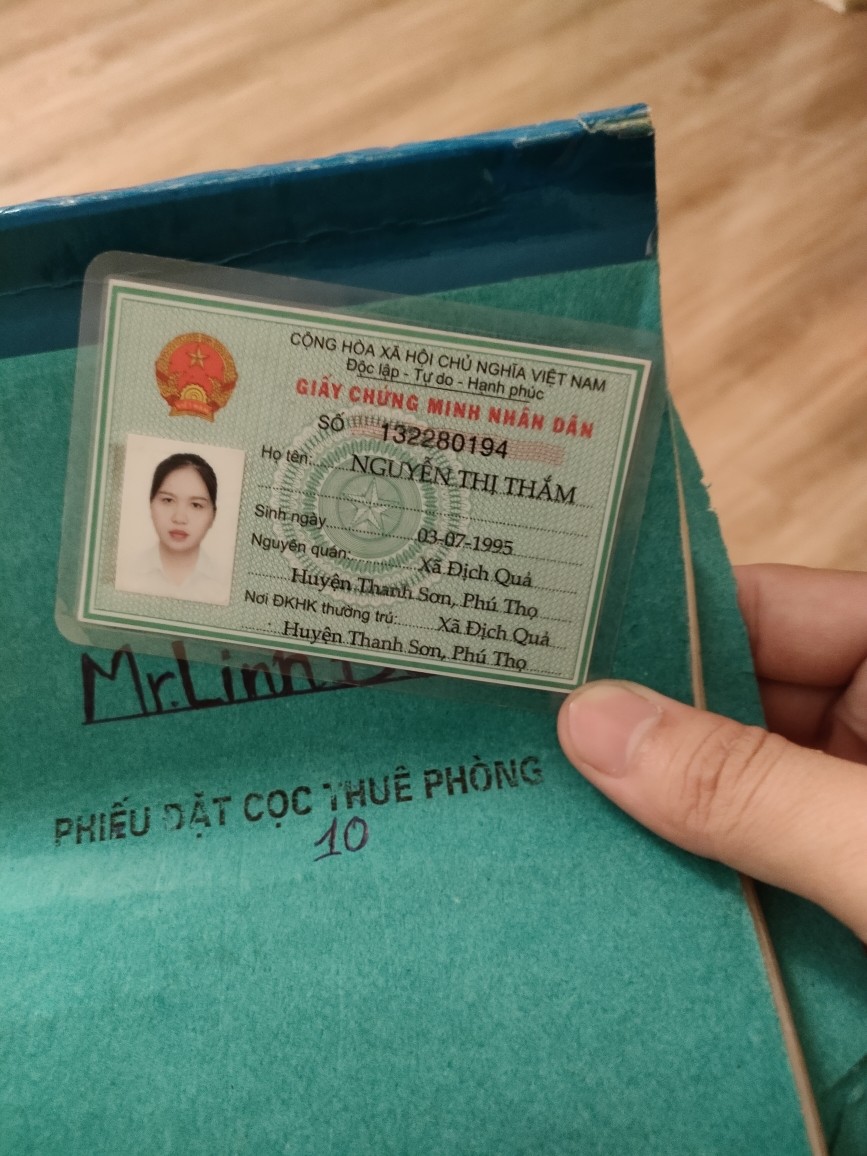 CỘNG HÒA XÃ HỘI CHỦ NGHĨA VIỆT NAM
Độc lập - Tự do - Hạnh phúc
GIẤY CHỨNG MINH NHÂN DÂN
SỐ 132280194
Họ tên: NGUYỄN THỊ THẮM
Sinh ngày 03-07-1995
Nguyên quán: Xã Địch Quả
Huyện Thanh Sơn, Phú Thọ
Nơi ĐKHK thường trú: Xã Địch Quả
Huyện Thanh Sơn, Phú Thọ
Mr.Linh
PHIẾU ĐẶT CỌC THUÊ PHÒNG
10